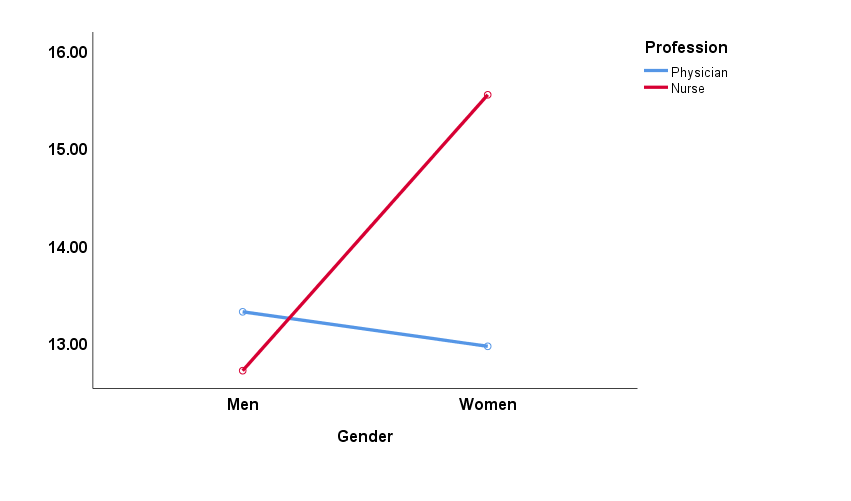 16.00
15.00
14.00
13.00
Men
Women
Gender
Profession
Physician
Nurse